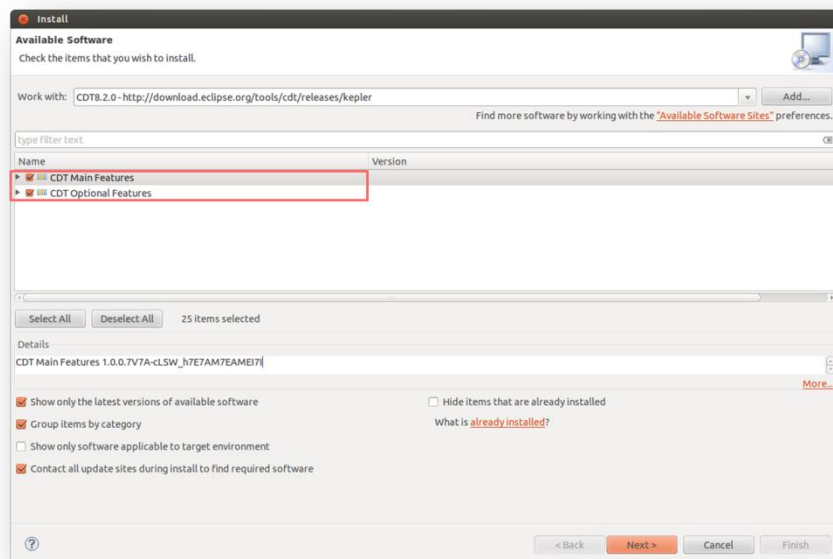 Install
Available Software
Check the items that you wish to install.
Work with: CDT8.2.0 - http://download.eclipse.org/tools/cdt/releases/kepler Add...
Find more software by working with the "Available Software Sites" preferences.
type filter text
Name Version
CDT Main Features
CDT Optional Features
Select All Deselect All 25 items selected
Details
CDT Main Features 1.0.0.7V7A-cLSW_h7E7AM7EAMEI7I
More...
Show only the latest versions of available software Hide items that are already installed
Group items by category What is already installed?
Show only software applicable to target environment
Contact all update sites during install to find required software
? < Back Next > Cancel Finish